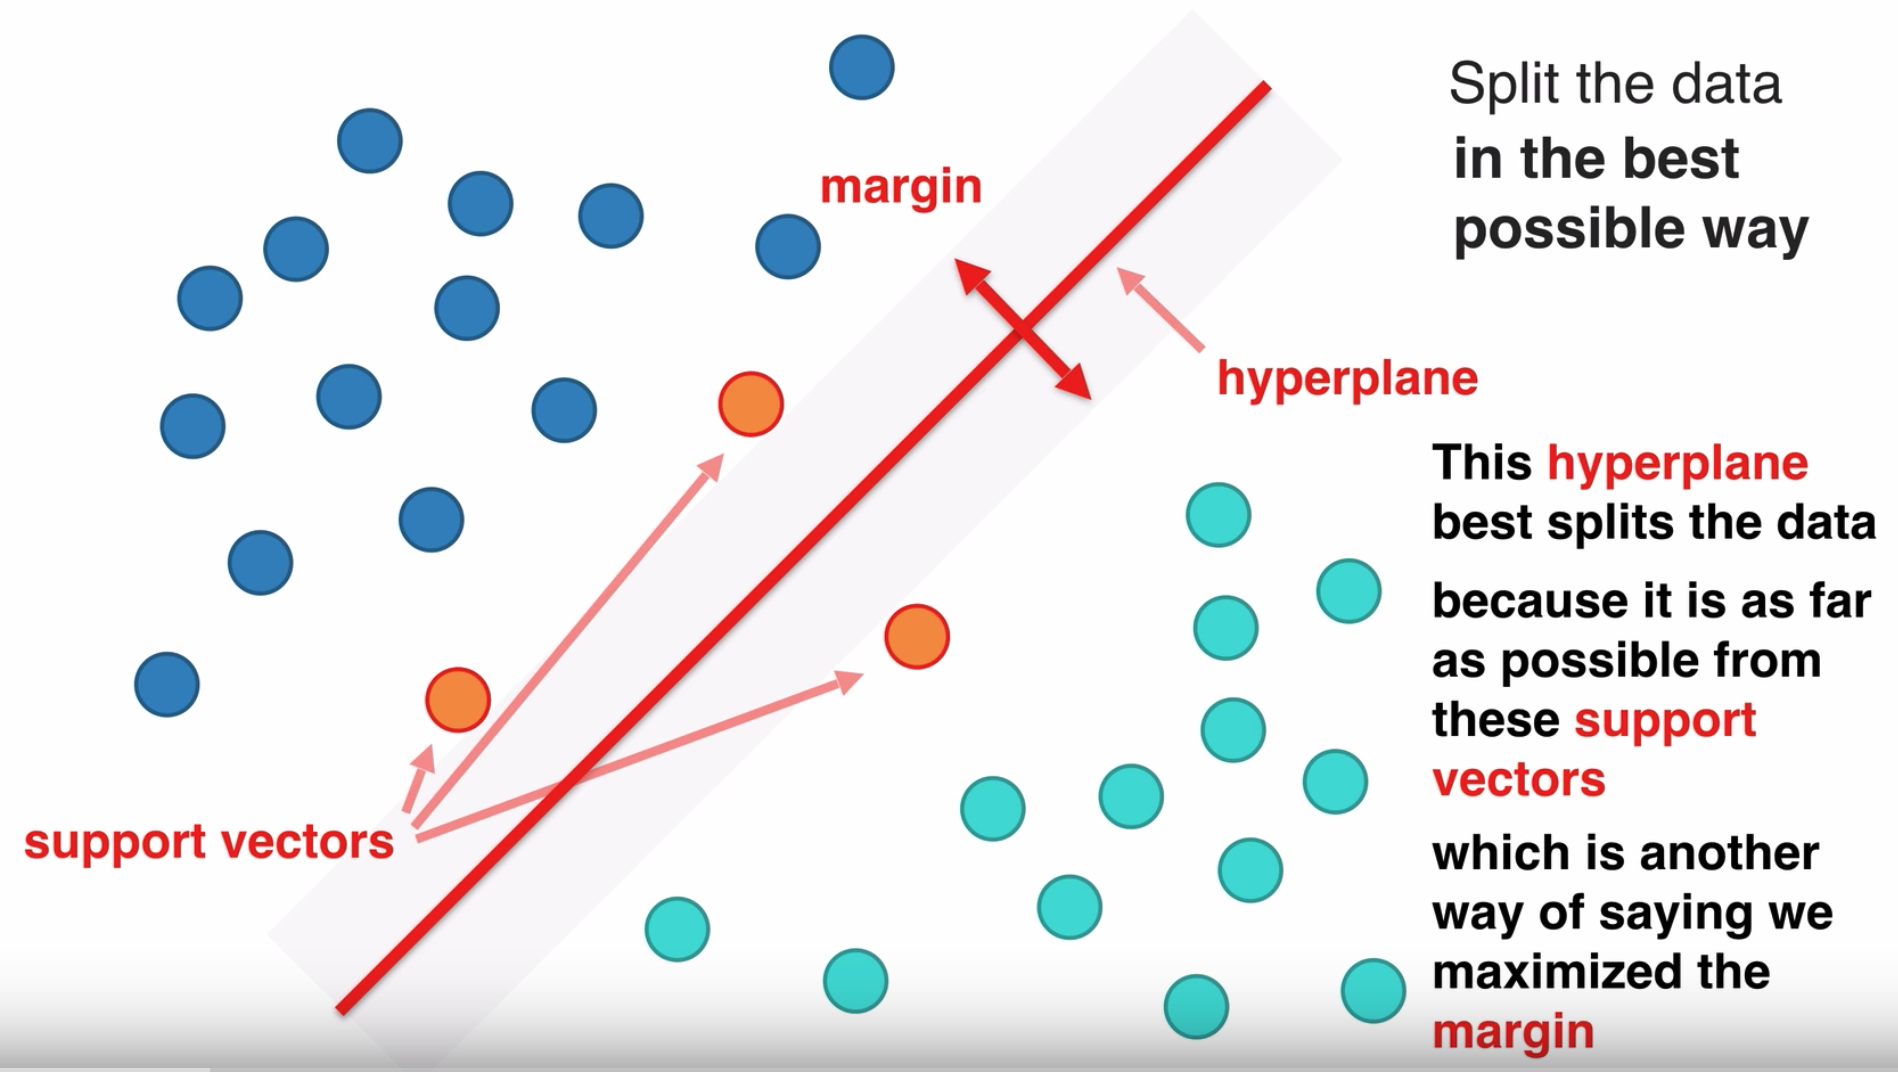 Split the data
in the best
possible way
margin
hyperplane
This hyperplane
best splits the data
because it is as far
as possible from
these support
vectors
support vectors
which is another
way of saying we
maximized the
margin